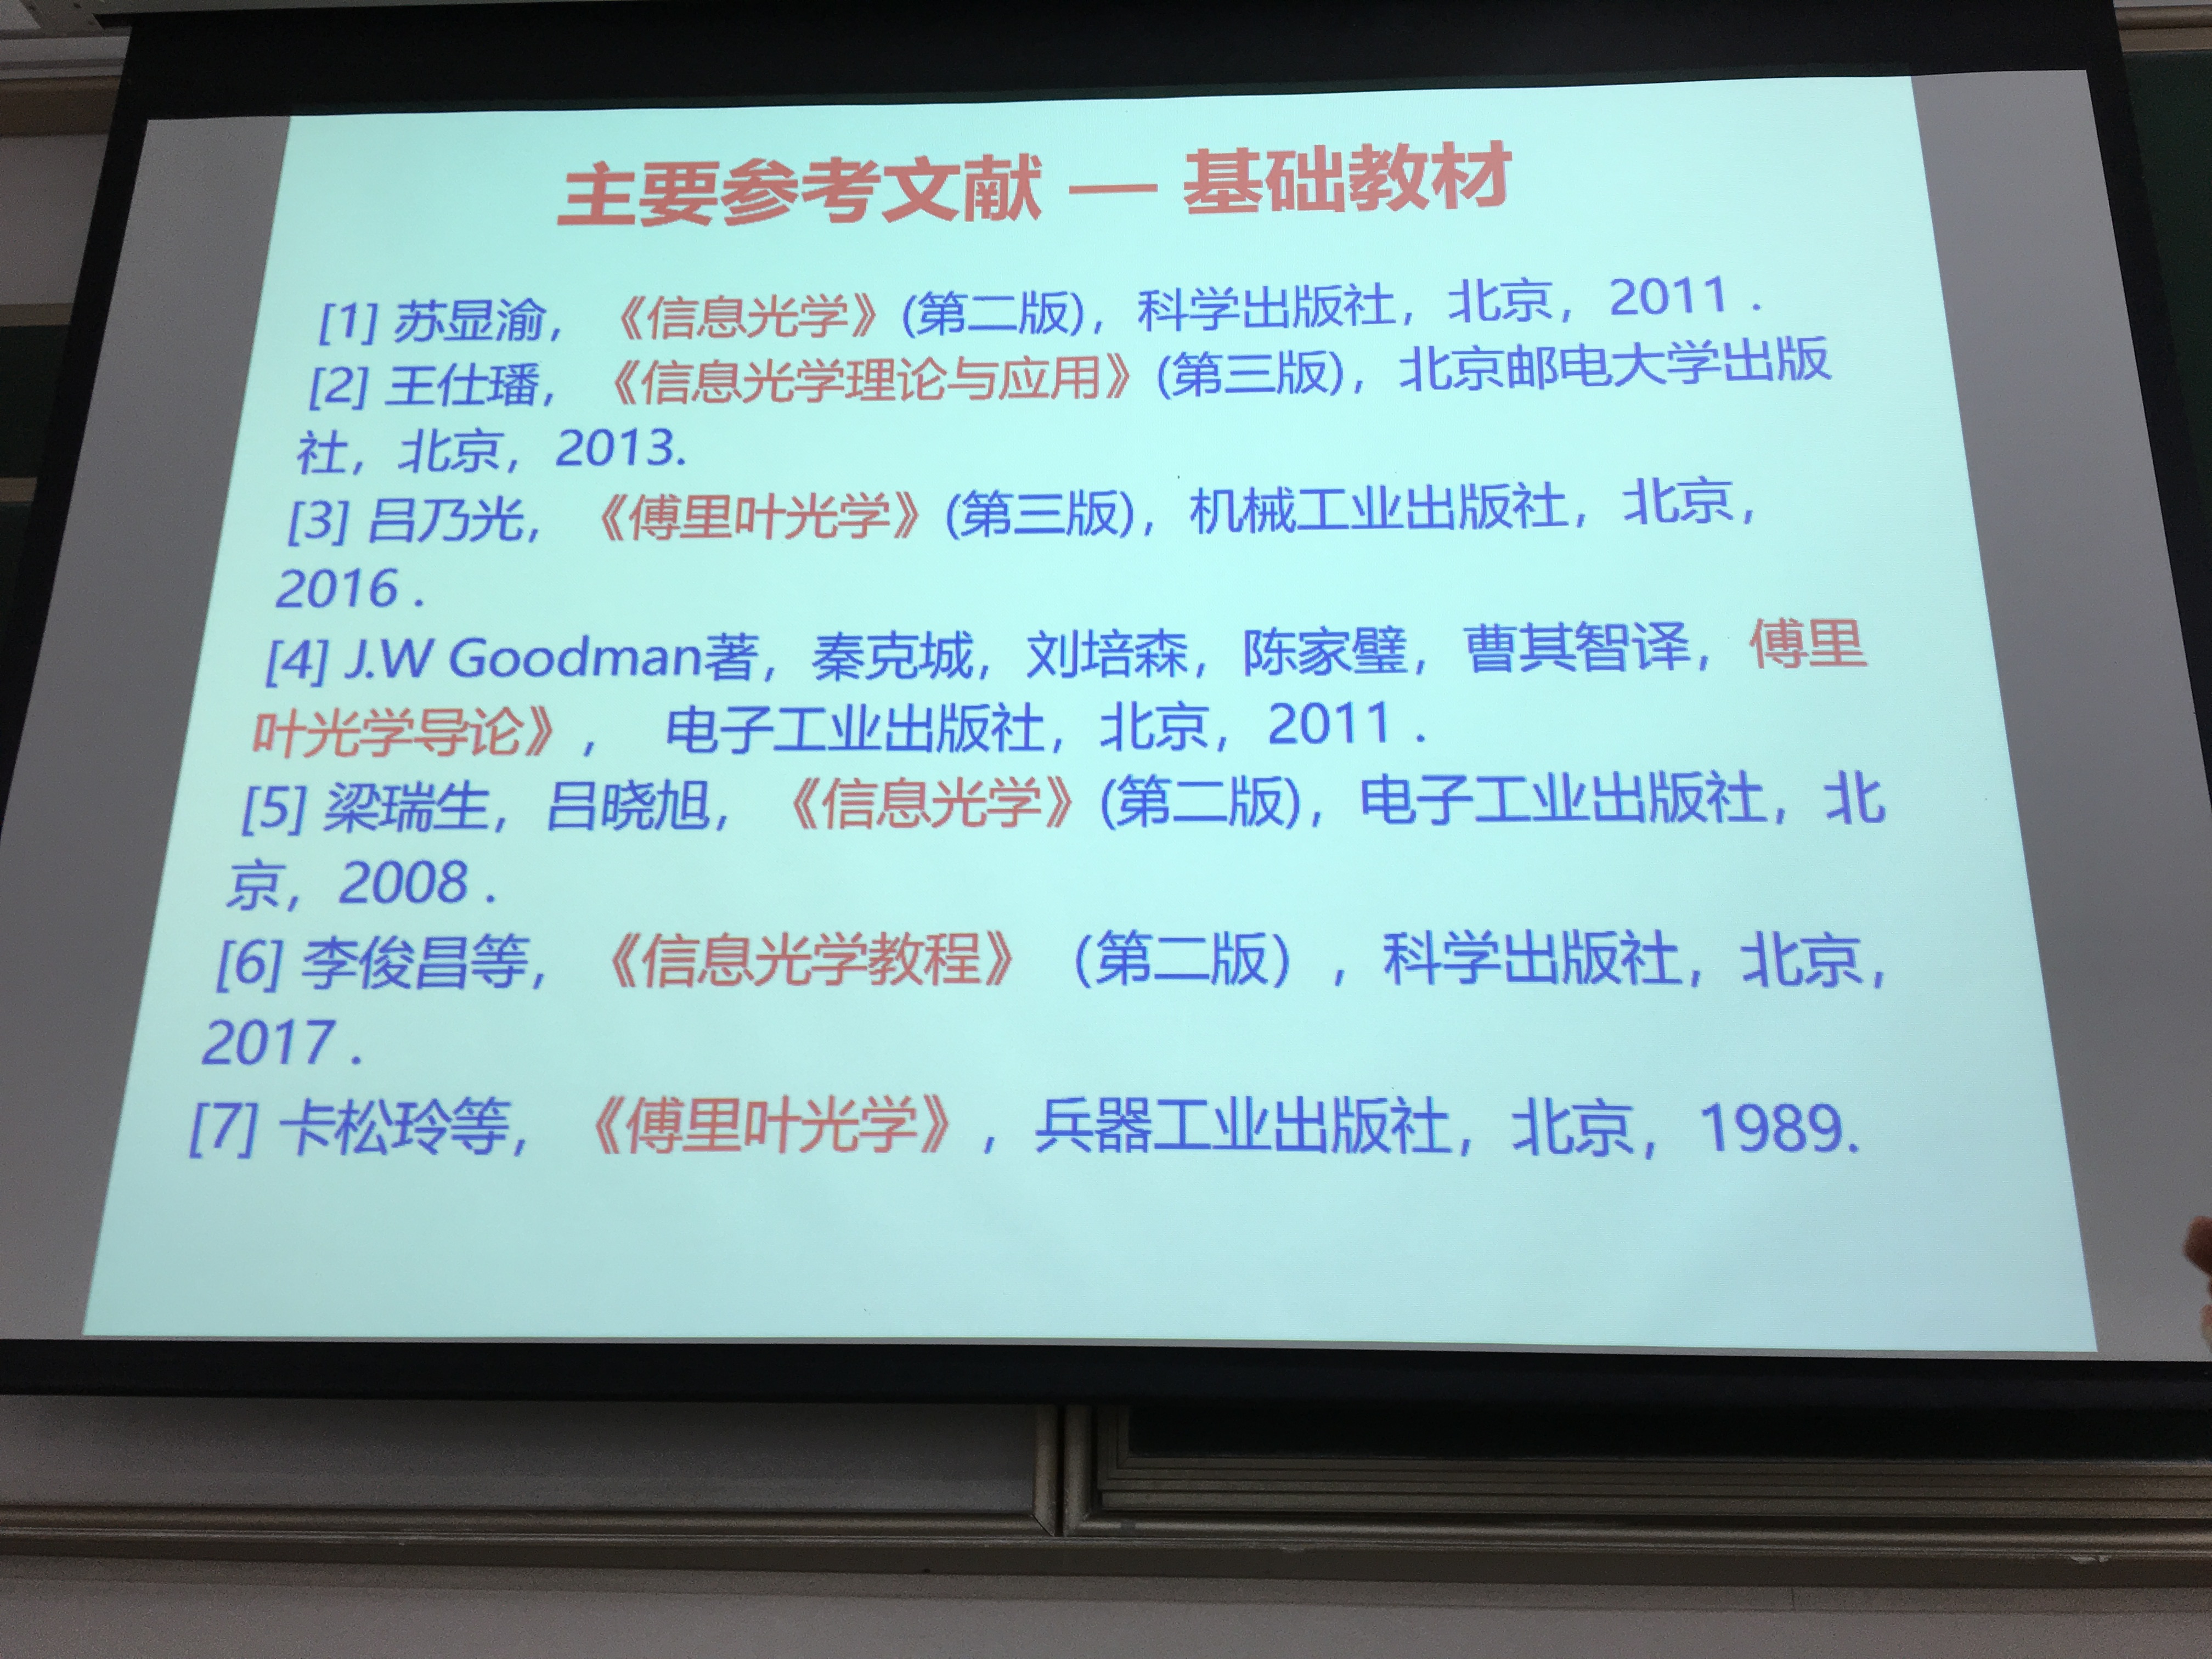 主要参考文献 — 基础教材
[1] 苏显渝，《信息光学》(第二版)，科学出版社，北京，2011 .
[2] 王仕璠，《信息光学理论与应用》(第三版)，北京邮电大学出版
社，北京，2013.
[3] 吕乃光，《傅里叶光学》(第三版)，机械工业出版社，北京，
2016 .
[4] J.W Goodman著，秦克城，刘培森，陈家璧，曹其智译，傅里
叶光学导论》， 电子工业出版社，北京，2011 .
[5] 梁瑞生，吕晓旭，《信息光学》(第二版)，电子工业出版社，北
京，2008 .
[6] 李俊昌等，《信息光学教程》（第二版），科学出版社，北京，
2017 .
[7] 卡松玲等，《傅里叶光学》，兵器工业出版社，北京，1989.